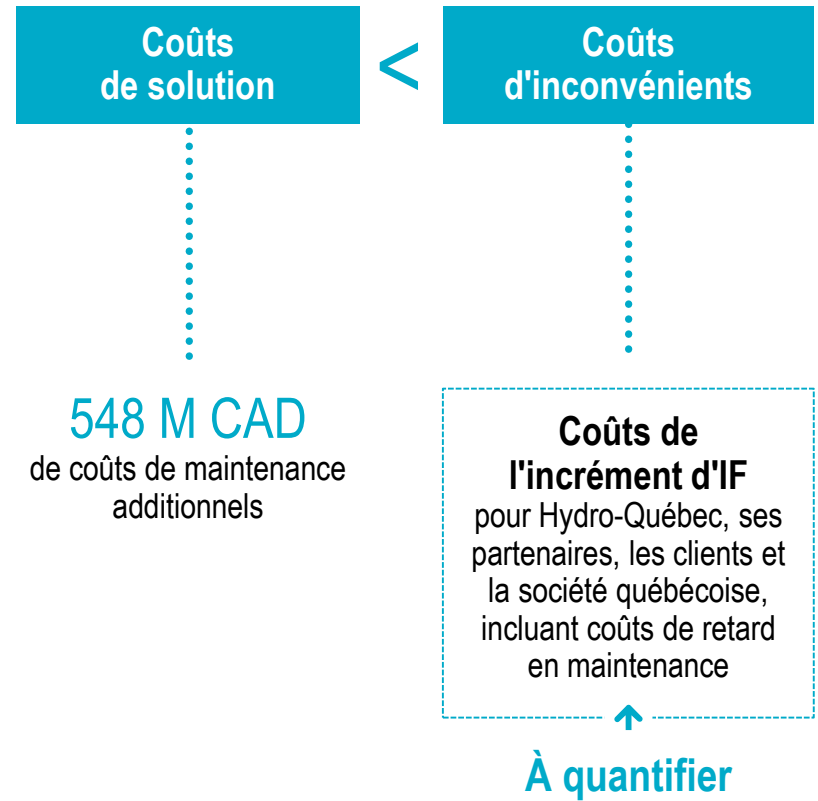 Coûts
de solution
<
Coûts
d'inconvénients
548 M CAD
de coûts de maintenance
additionnels
Coûts de
l'incrément d'IF
pour Hydro-Québec, ses
partenaires, les clients et
la société québécoise,
incluant coûts de retard
en maintenance
À quantifier